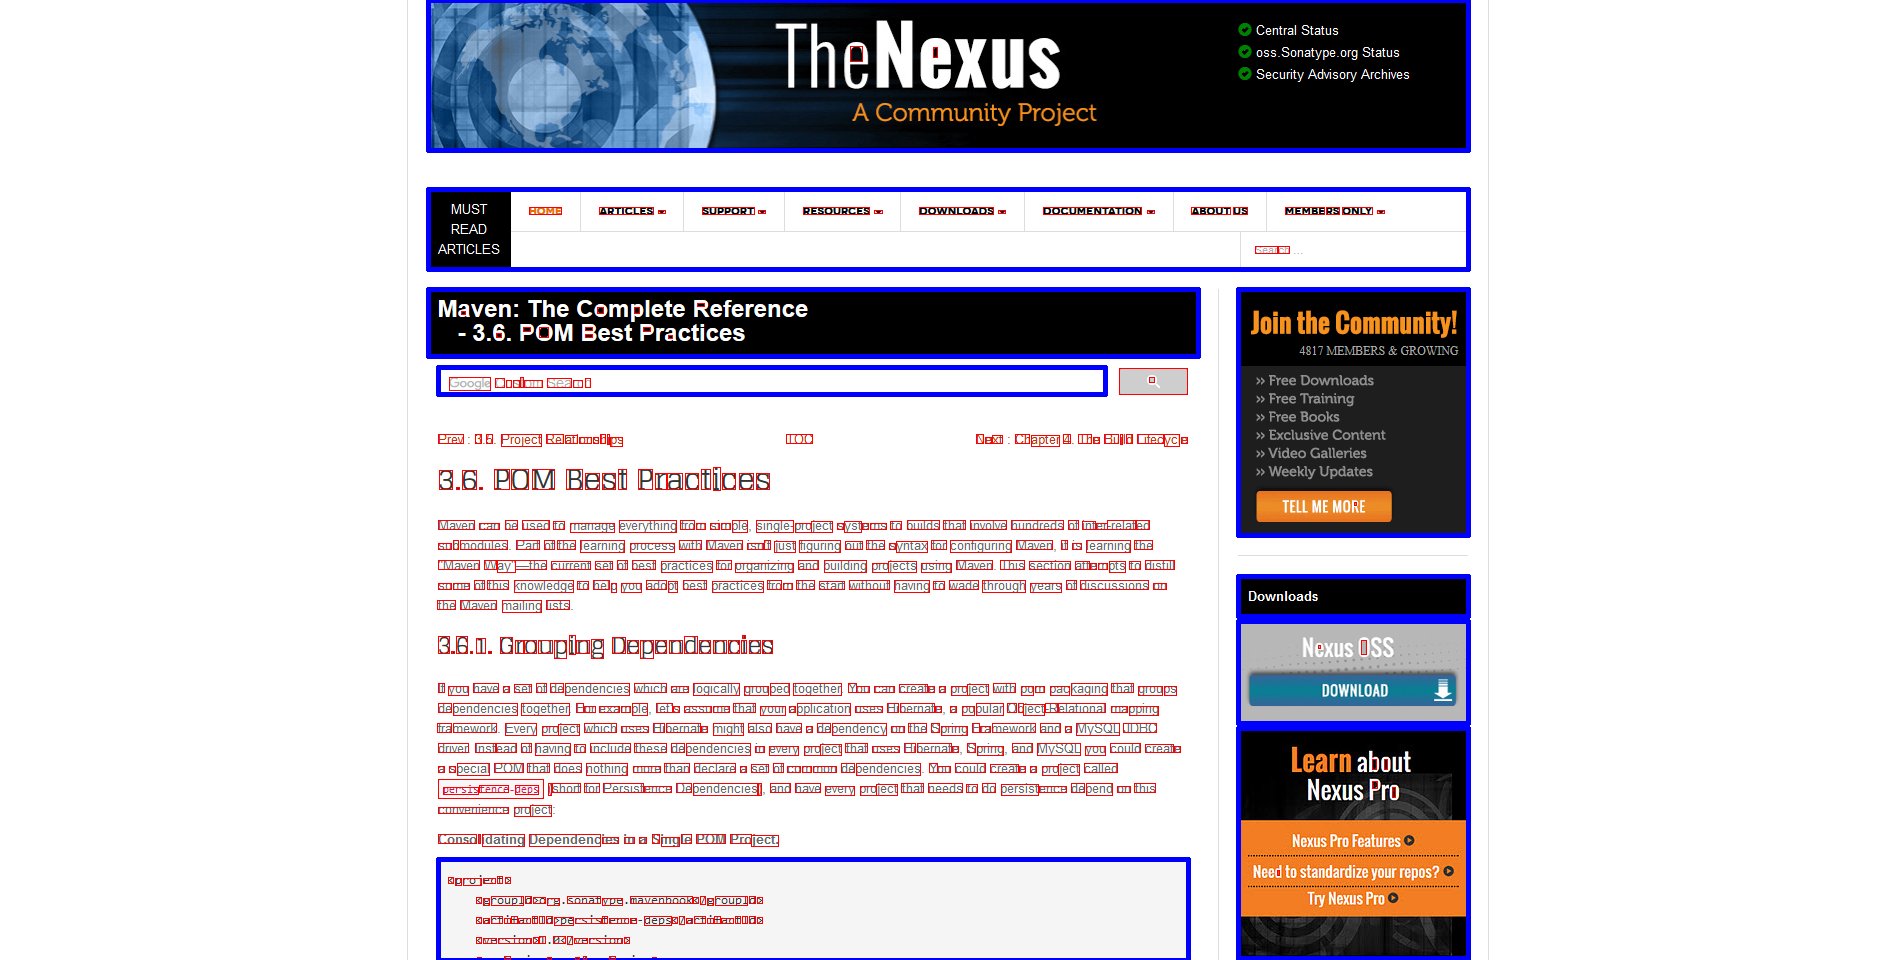 TheNexus
A Community Project
Central Status
oss.Sonatype.org Status
Security Advisory Archives
MUST
READ
ARTICLES
HOME ARTICLES SUPPORT RESOURCES DOWNLOADS DOCUMENTATION ABOUT US MEMBERS ONLY
Search ...
Maven: The Complete Reference
- 3.6. POM Best Practices
Google Custom Search
Prev : 3.5. Project Relationships TOC Next : Chapter 4. The Build Lifecycle
3.6. POM Best Practices
Maven can be used to manage everything from simple, single-project systems to builds that involve hundreds of inter-related
submodules. Part of the learning process with Maven isn't just figuring out the syntax for configuring Maven, it is learning the
"Maven Way"—the current set of best practices for organizing and building projects using Maven. This section attempts to distill
some of this knowledge to help you adopt best practices from the start without having to wade through years of discussions on
the Maven mailing lists.
3.6.1. Grouping Dependencies
If you have a set of dependencies which are logically grouped together. You can create a project with pom packaging that groups
dependencies together. For example, let's assume that your application uses Hibernate, a popular Object-Relational mapping
framework. Every project which uses Hibernate might also have a dependency on the Spring Framework and a MySQL JDBC
driver. Instead of having to include these dependencies in every project that uses Hibernate, Spring, and MySQL you could create
a special POM that does nothing more than declare a set of common dependencies. You could create a project called
persistence-deps (short for Persistence Dependencies), and have every project that needs to do persistence depend on this
convenience project:
Consolidating Dependencies in a Single POM Project.
<project>
<groupId>org.sonatype.mavenbook</groupId>
<artifactId>persistence-deps</artifactId>
<version>1.0</version>
Join the Community!
4817 MEMBERS & GROWING
›› Free Downloads
›› Free Training
›› Free Books
›› Exclusive Content
›› Video Galleries
›› Weekly Updates
TELL ME MORE
Downloads
Nexus OSS
DOWNLOAD
Learn about
Nexus Pro
Nexus Pro Features
Need to standardize your repos?
Try Nexus Pro